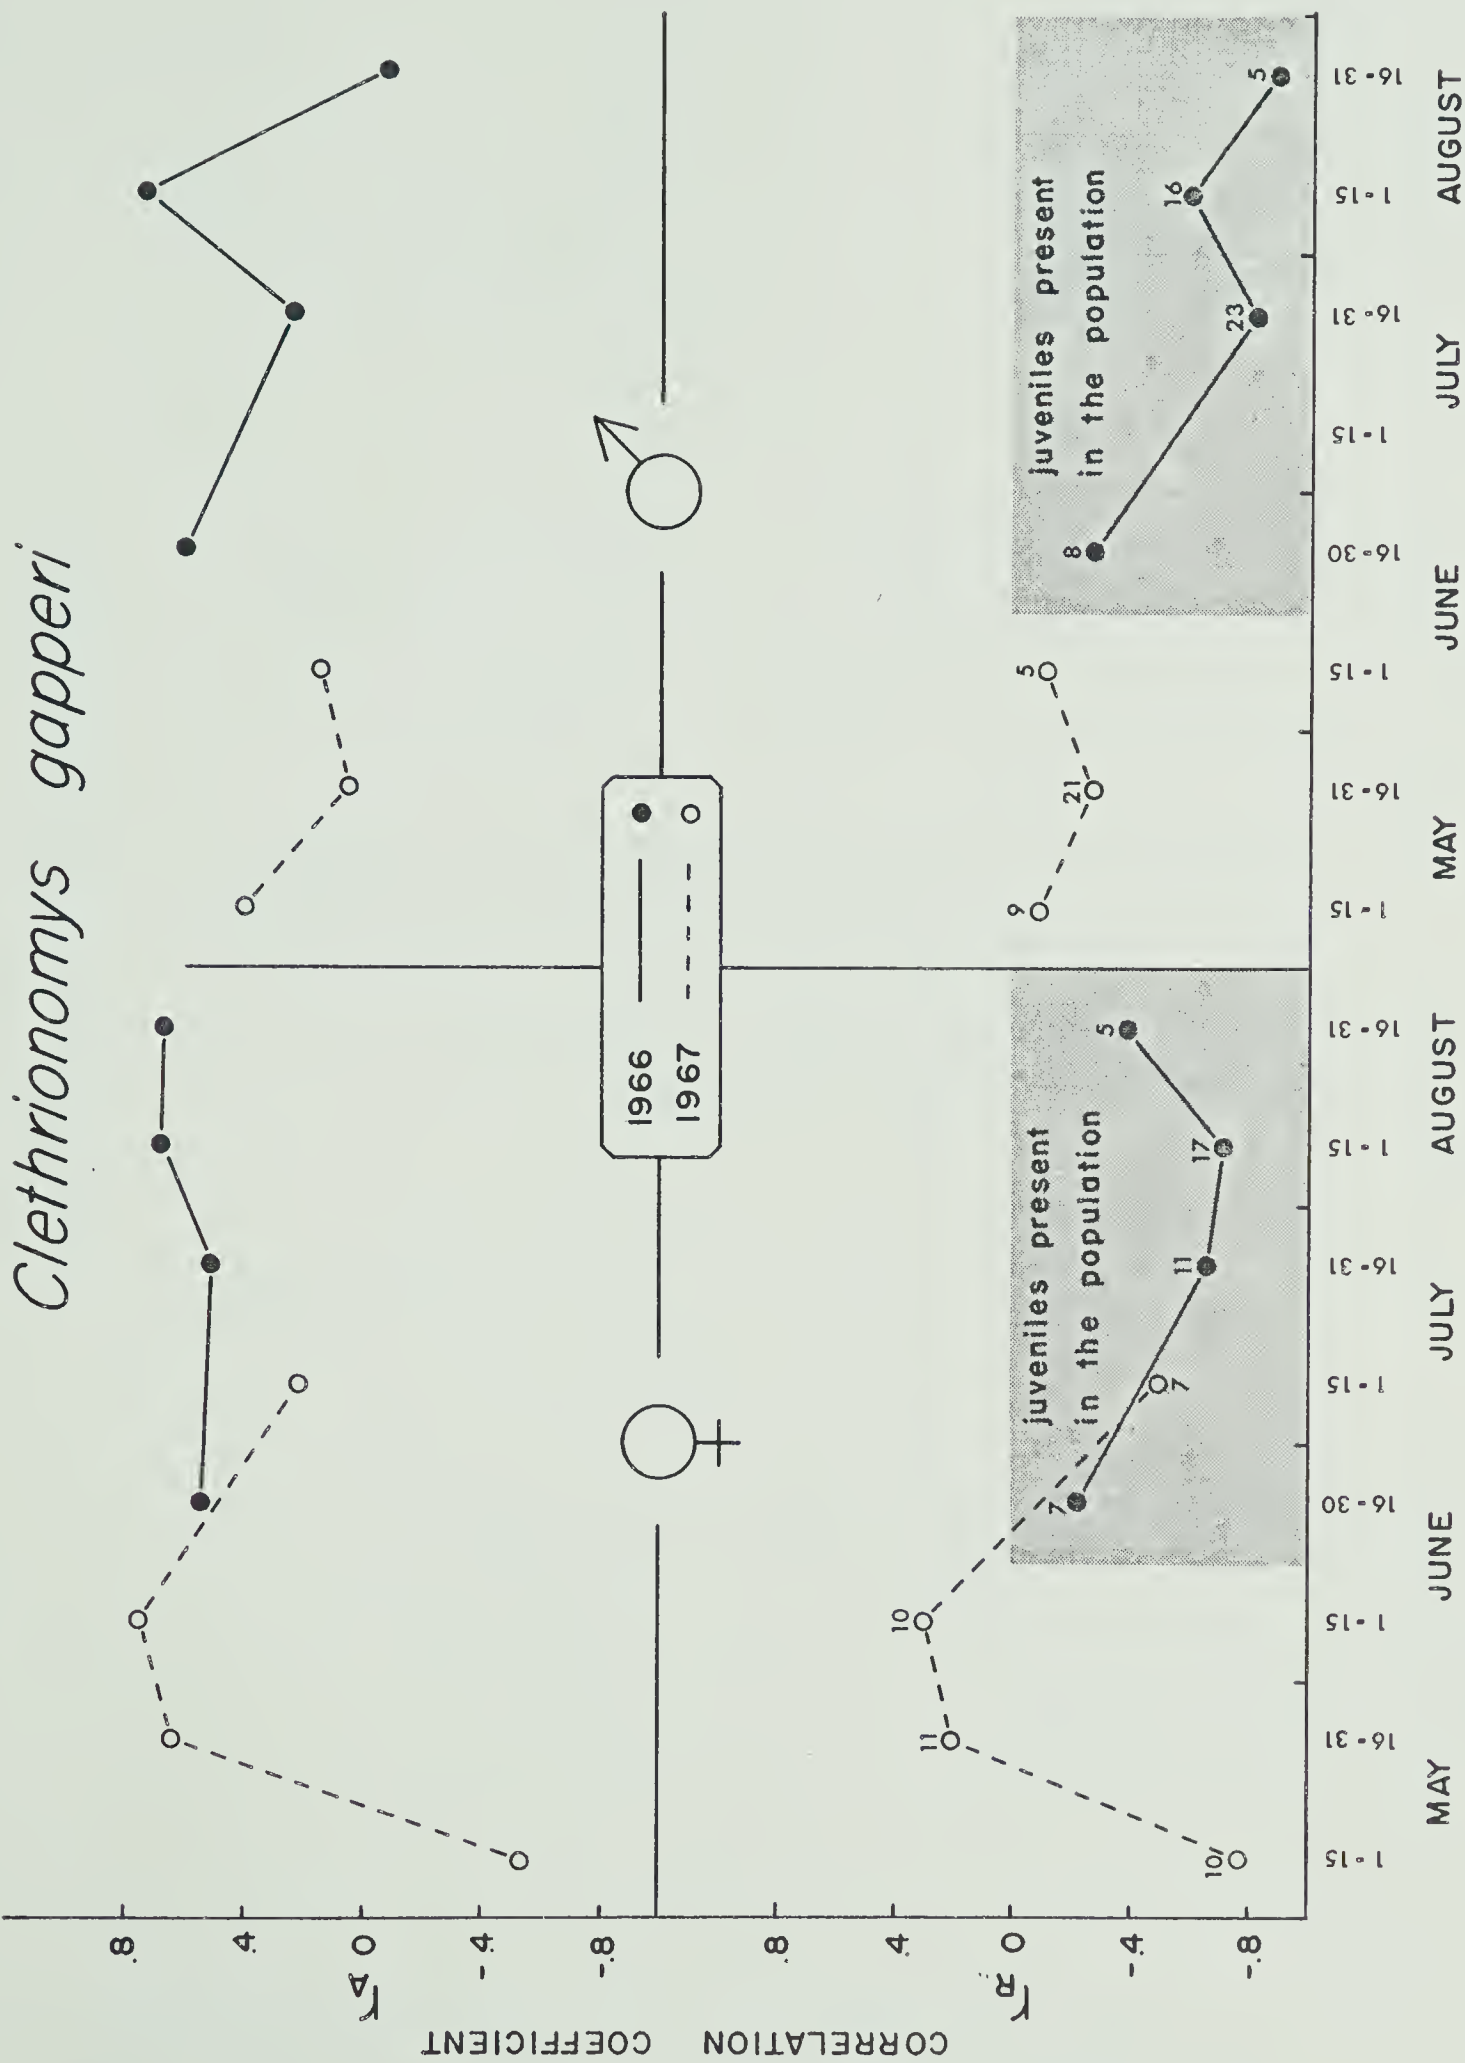 Clethrionomys gapperi
CORRELATION COEFFICIENT
rA
.8
.4
0
-.4
-.8
1966
1967
♀
♂
rR
.8
.4
0
-.4
-.8
juveniles present
in the population
juveniles present
in the population
10
11
10
7
7
11
17
5
9
21
5
8
23
16
5
1-15 16-31 1-15 16-30 1-15 16-31 1-15 16-31 1-15 16-31 1-15 16-30 1-15 16-31 1-15 16-31
MAY JUNE JULY AUGUST MAY JUNE JULY AUGUST